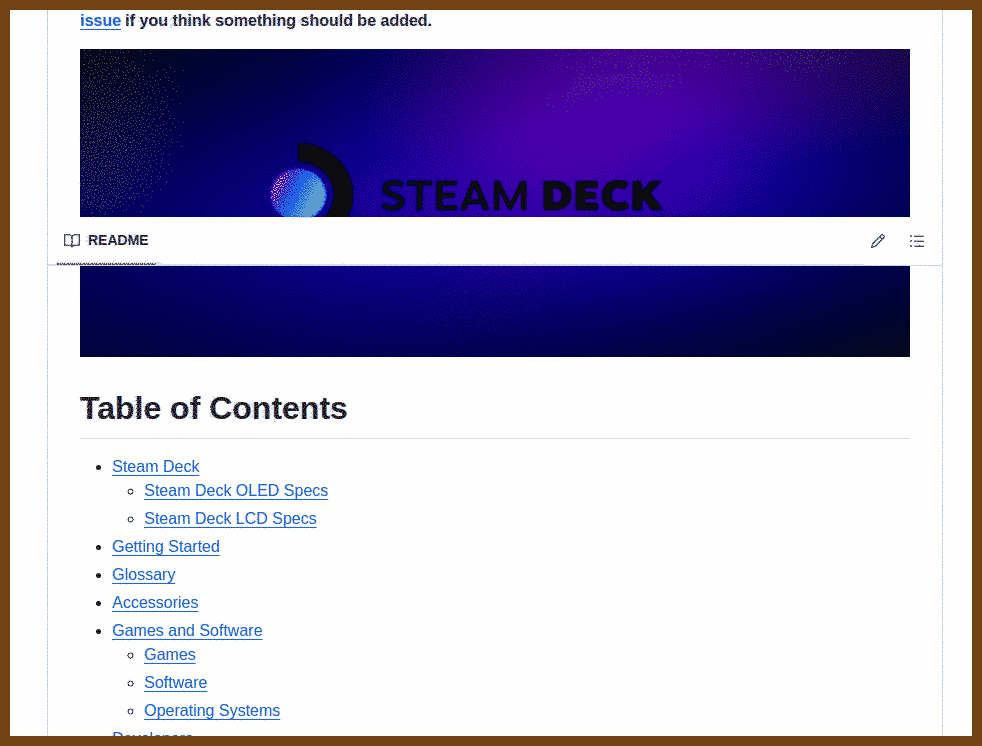 issue if you think something should be added.
STEAM DECK
README
Table of Contents
Steam Deck
Steam Deck OLED Specs
Steam Deck LCD Specs
Getting Started
Glossary
Accessories
Games and Software
Games
Software
Operating Systems
Developers